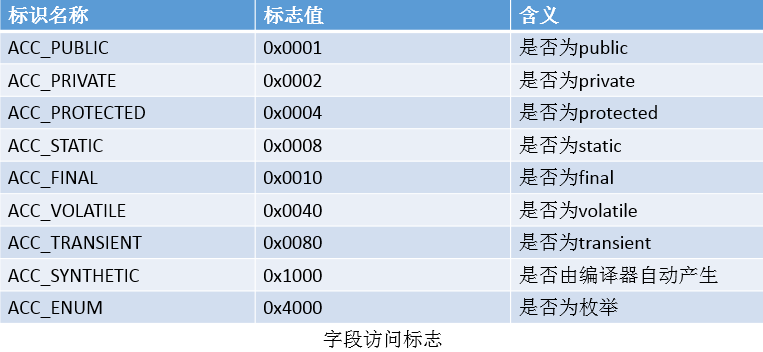 标识名称 标志值 含义
ACC_PUBLIC 0x0001 是否为public
ACC_PRIVATE 0x0002 是否为private
ACC_PROTECTED 0x0004 是否为protected
ACC_STATIC 0x0008 是否为static
ACC_FINAL 0x0010 是否为final
ACC_VOLATILE 0x0040 是否为volatile
ACC_TRANSIENT 0x0080 是否为transient
ACC_SYNTHETIC 0x1000 是否由编译器自动产生
ACC_ENUM 0x4000 是否为枚举
字段访问标志